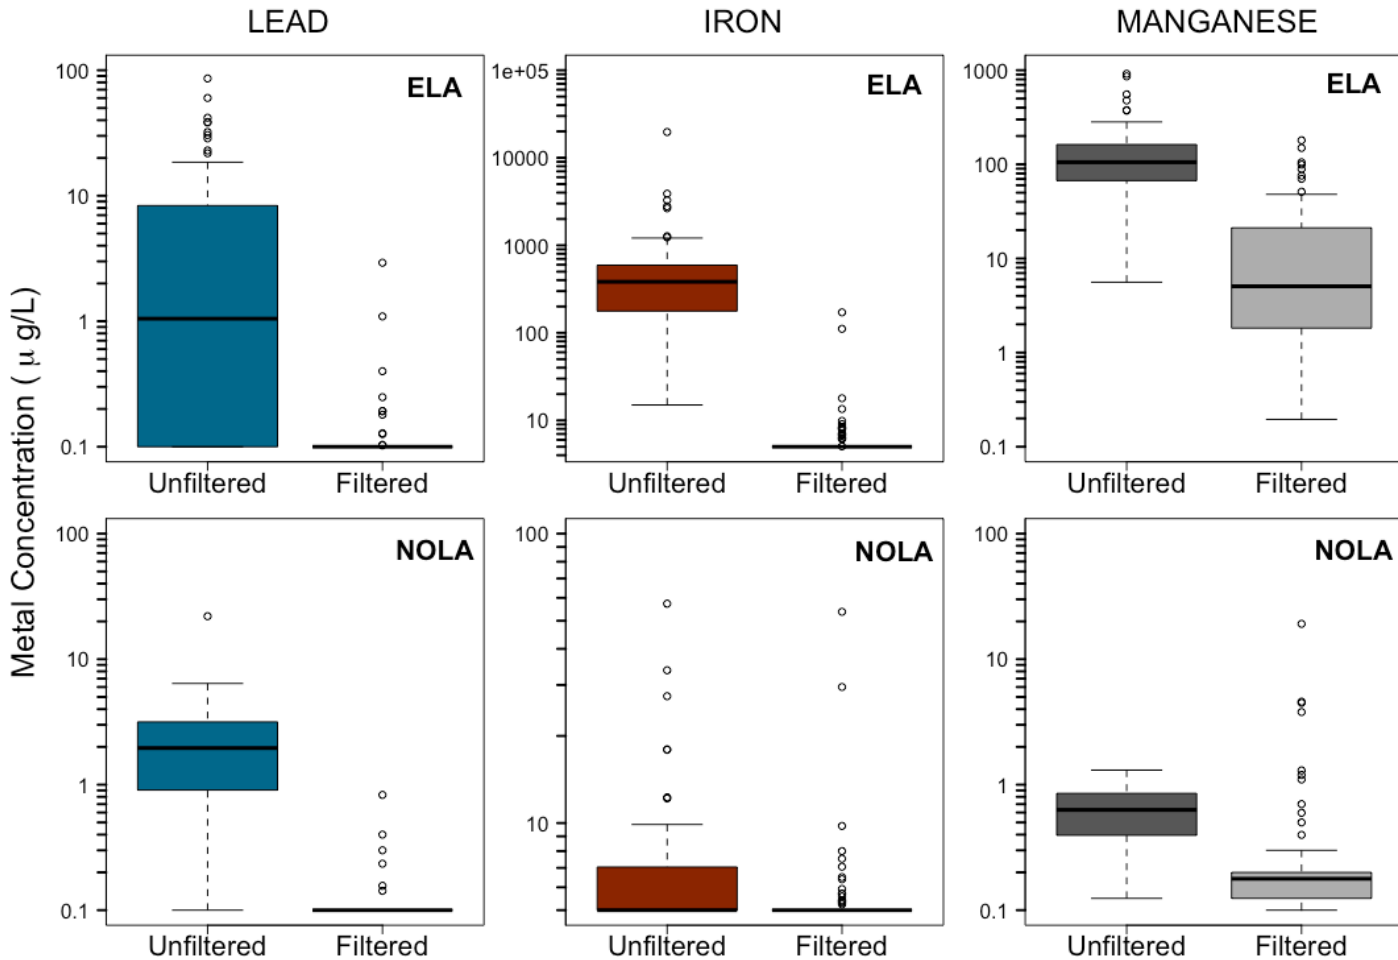 LEAD
IRON
MANGANESE
Metal Concentration ( μ g/L)
100
10
1
0.1
ELA
Unfiltered
Filtered
1e+05
10000
1000
100
10
ELA
Unfiltered
Filtered
1000
100
10
1
0.1
ELA
Unfiltered
Filtered
100
10
1
0.1
NOLA
Unfiltered
Filtered
100
10
NOLA
Unfiltered
Filtered
100
10
1
0.1
NOLA
Unfiltered
Filtered